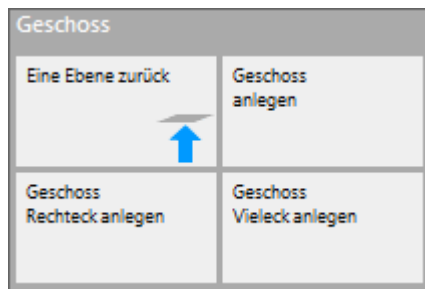 Geschoss
Eine Ebene zurück
Geschoss
anlegen
Geschoss
Rechteck anlegen
Geschoss
Vieleck anlegen